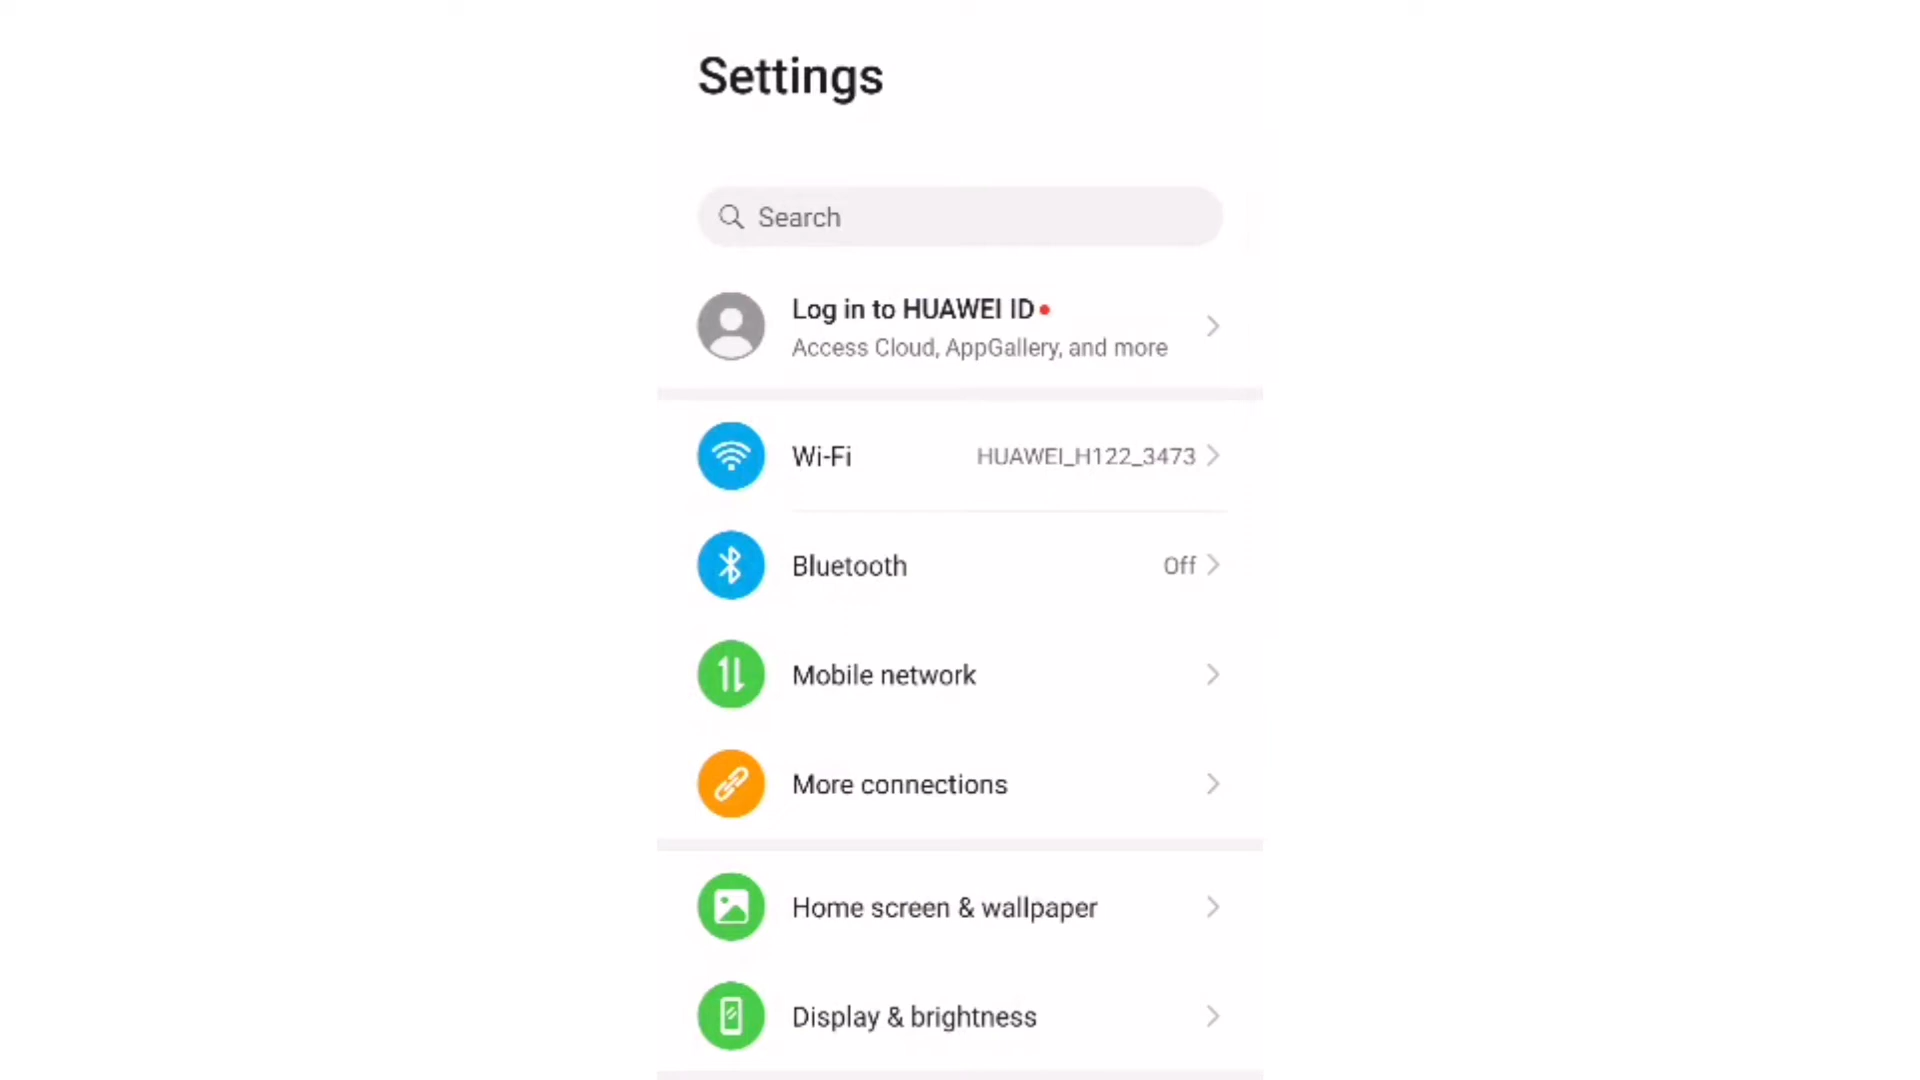 Settings
Search
Log in to HUAWEI ID
Access Cloud, AppGallery, and more
Wi-Fi HUAWEI_H122_3473
Bluetooth Off
Mobile network
More connections
Home screen & wallpaper
Display & brightness